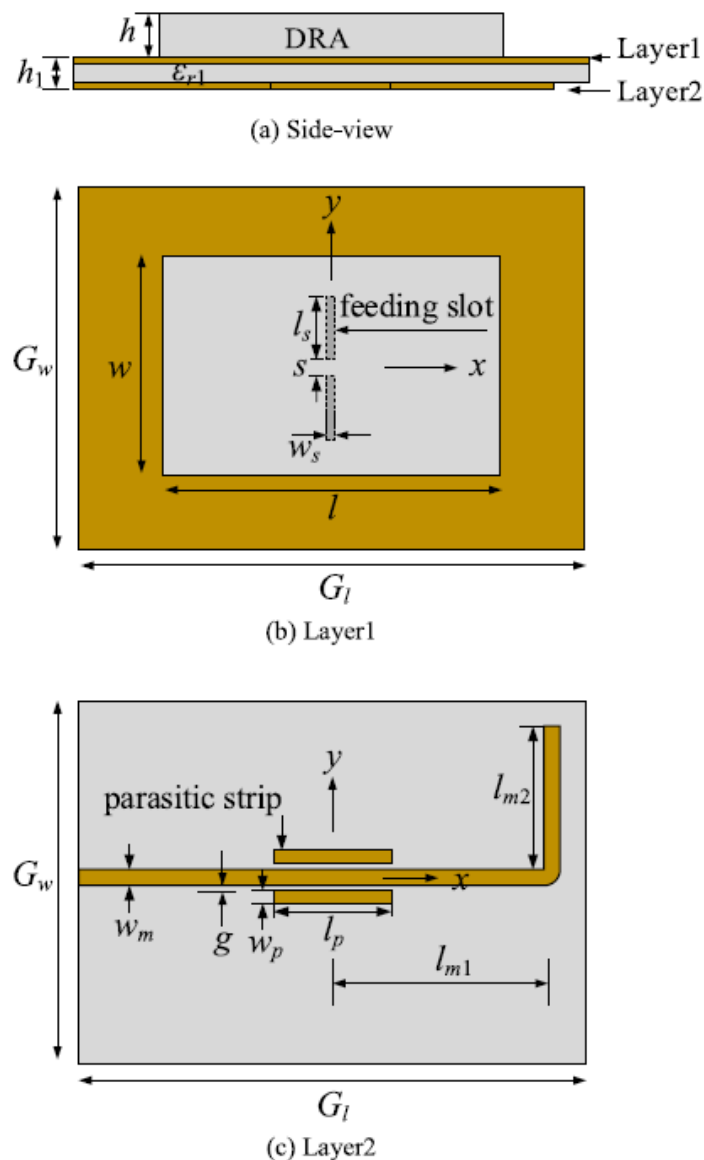 h
DRA
Layer1
h1
εr1
Layer2
(a) Side-view
y
feeding slot
ls
Gw
w
s
x
ws
l
Gl
(b) Layer1
y
parasitic strip
lm2
Gw
x
wm
g
wp
lp
lm1
Gl
(c) Layer2